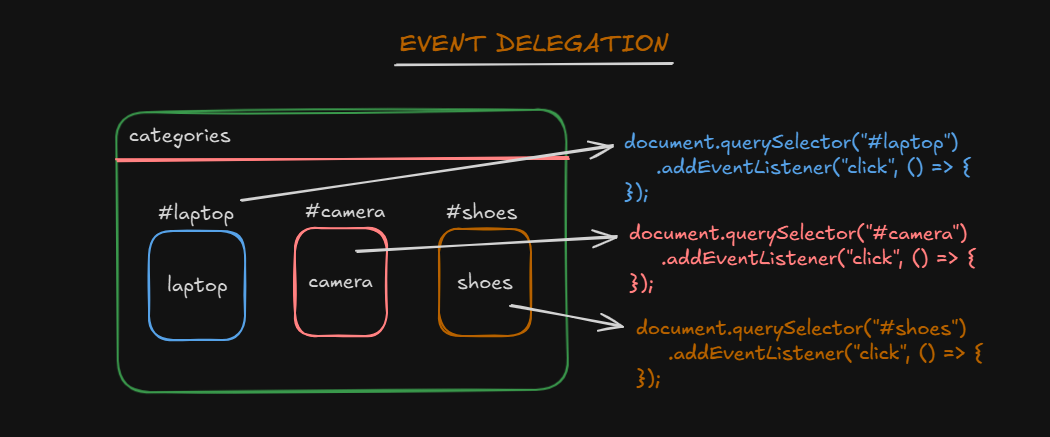 EVENT DELEGATION
categories
#laptop
#camera
#shoes
laptop
camera
shoes
document.querySelector("#laptop")
.addEventListener("click", () => {
});
document.querySelector("#camera")
.addEventListener("click", () => {
});
document.querySelector("#shoes")
.addEventListener("click", () => {
});